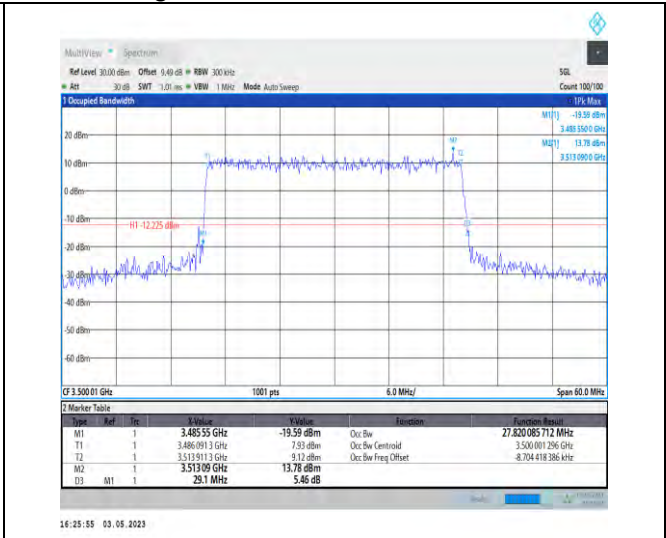 MultiView Spectrum
Ref Level 30.00 dBm Offset 9.49 dB RBW 300 kHz SGL
Att 30 dB SWT 1.01 ms VBW 1 MHz Mode Auto Sweep Count 100/100
1 Occupied Bandwidth 1Pk Max
M1[1] -19.59 dBm
3.485 550 0 GHz
M2[1] 13.78 dBm
3.513 090 0 GHz
M2
T1 T2
20 dBm
10 dBm
0 dBm
-10 dBm
H1 -12.225 dBm
D3
M1
-20 dBm
-30 dBm
-40 dBm
-50 dBm
-60 dBm
CF 3.500 01 GHz 1001 pts 6.0 MHz/ Span 60.0 MHz
2 Marker Table
Type Ref Trc X-Value Y-Value Function Function Result
M1 1 3.485 55 GHz -19.59 dBm Occ Bw 27.820 085 712 MHz
T1 1 3.486 091 3 GHz 7.93 dBm Occ Bw Centroid 3.500 001 296 GHz
T2 1 3.513 911 3 GHz 9.12 dBm Occ Bw Freq Offset -8.704 418 386 kHz
M2 1 3.513 09 GHz 13.78 dBm
D3 M1 1 29.1 MHz 5.46 dB
16:25:55 03.05.2023